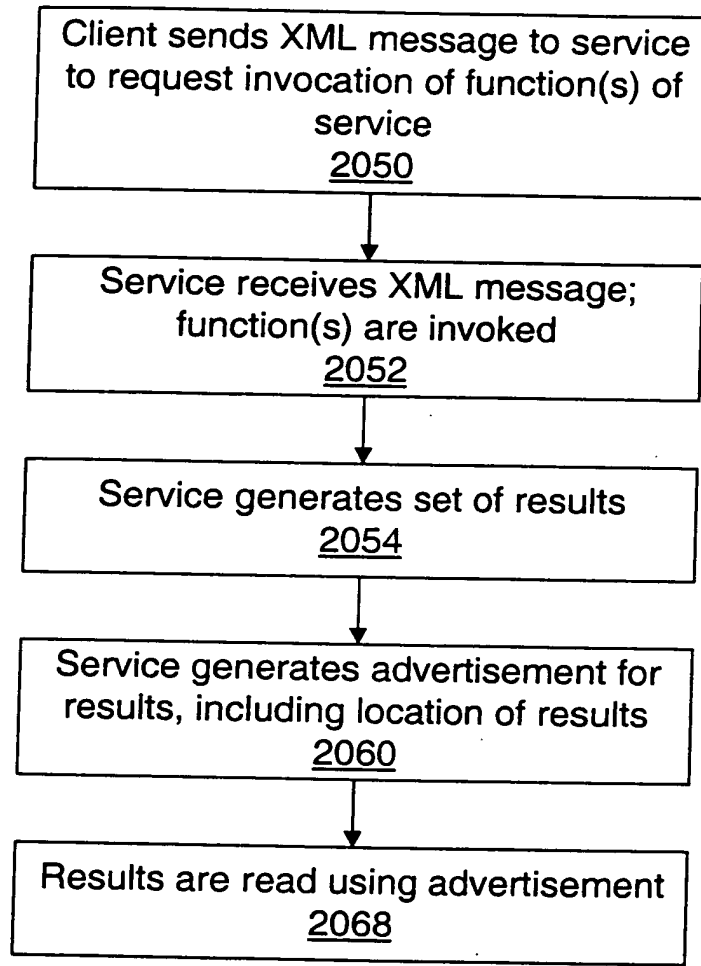 Client sends XML message to service
to request invocation of function(s) of
service
2050
Service receives XML message;
function(s) are invoked
2052
Service generates set of results
2054
Service generates advertisement for
results, including location of results
2060
Results are read using advertisement
2068